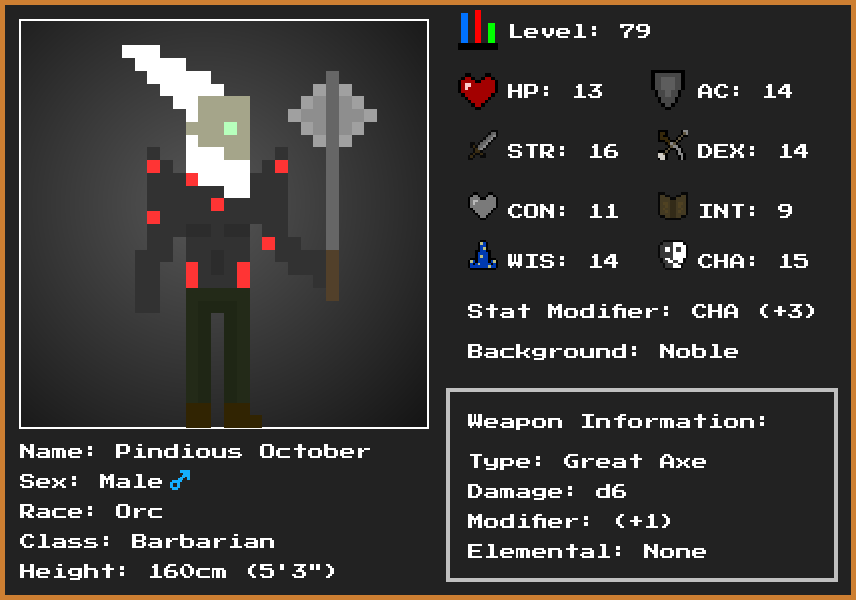 Level: 79
HP: 13 AC: 14
STR: 16 DEX: 14
CON: 11 INT: 9
WIS: 14 CHA: 15
Stat Modifier: CHA (+3)
Background: Noble
Weapon Information:
Type: Great Axe
Damage: d6
Modifier: (+1)
Elemental: None
Name: Pindious October
Sex: Male ♂
Race: Orc
Class: Barbarian
Height: 160cm (5'3")